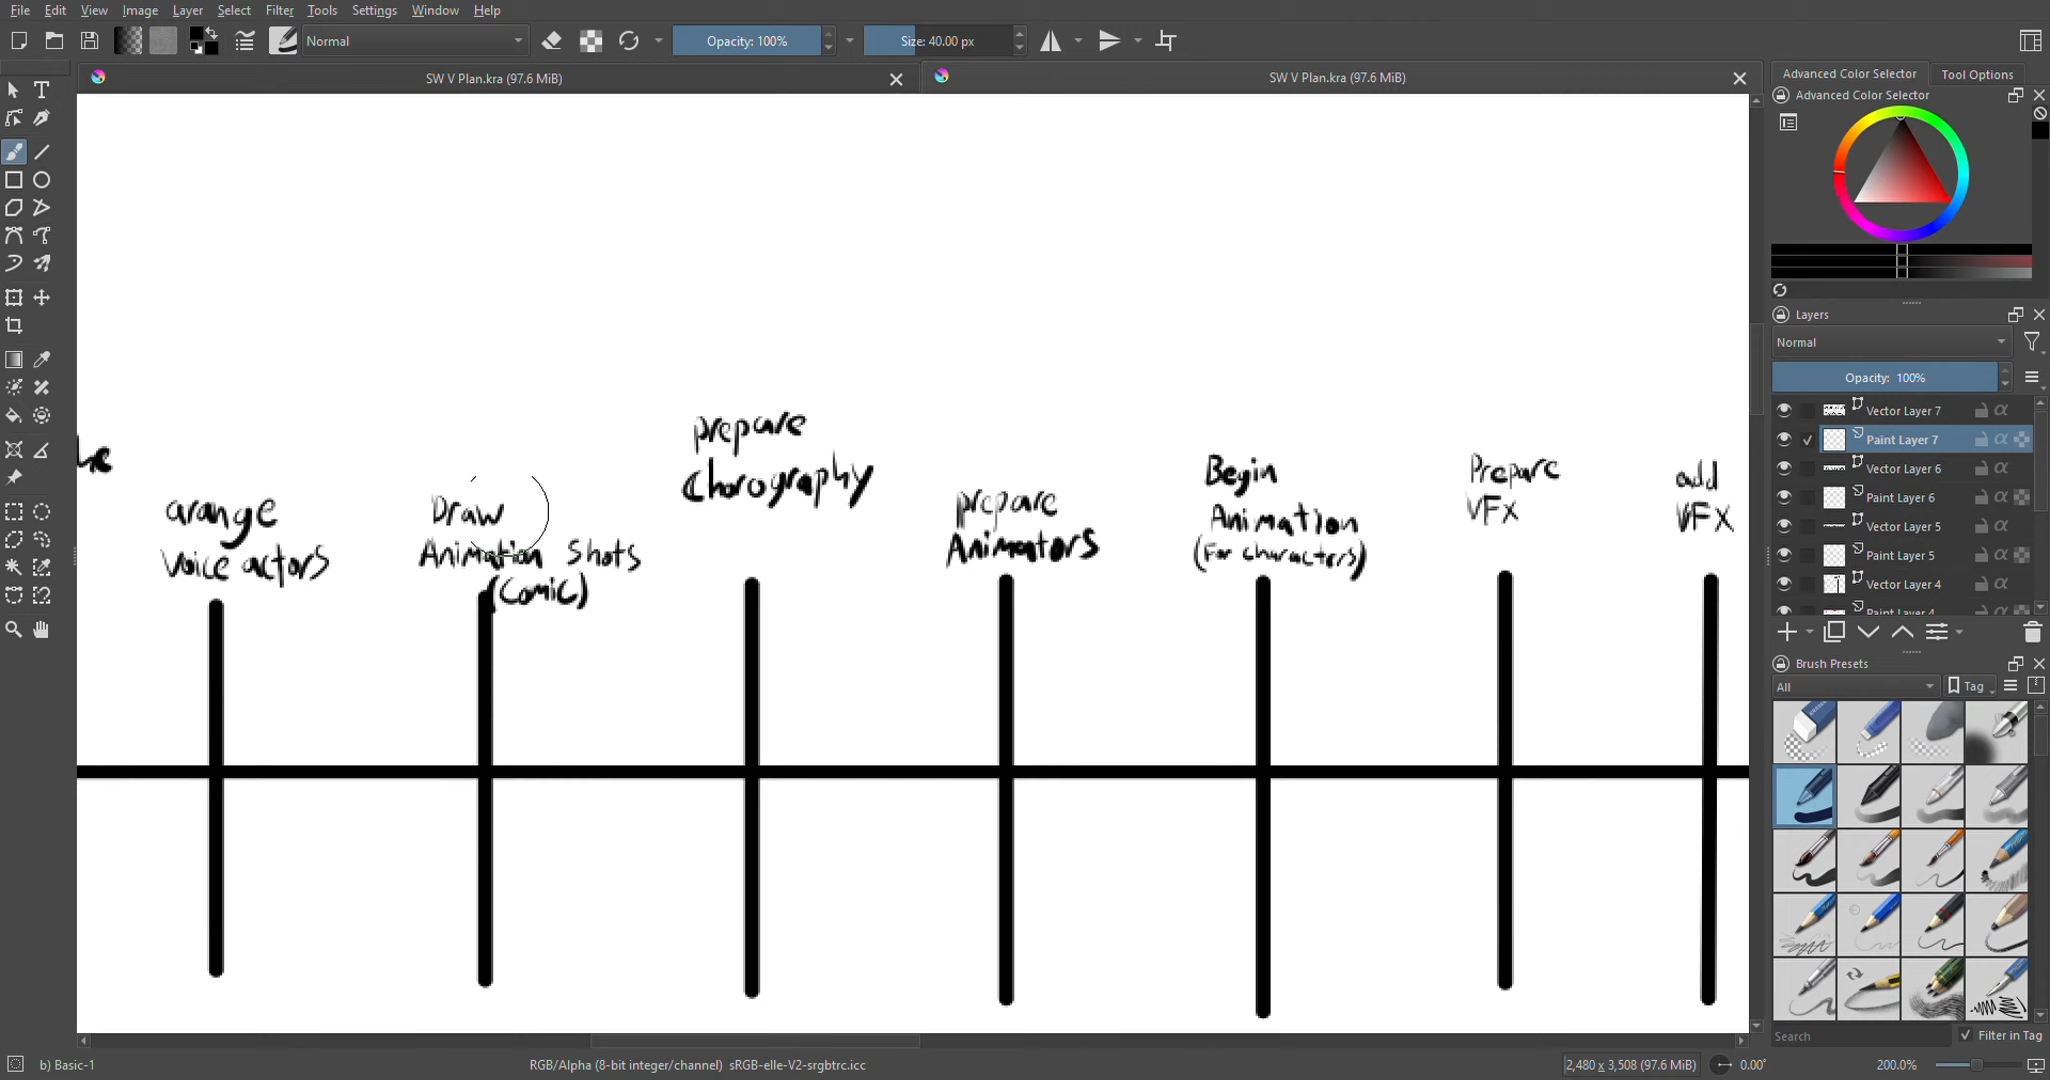 File Edit View Image Layer Select Filter Tools Settings Window Help
Normal Opacity: 100% Size: 40.00 px
SW V Plan.kra (97.6 MiB)
SW V Plan.kra (97.6 MiB)
Advanced Color Selector Tool Options
Advanced Color Selector
prepare
Chorography
arange
Voice actors
Draw
Animation Shots
(Comic)
prepare
Animators
Begin
Animation
(For characters)
Prepare
VFX
add
VFX
Layers
Normal
Opacity: 100%
Vector Layer 7
Paint Layer 7
Vector Layer 6
Paint Layer 6
Vector Layer 5
Paint Layer 5
Vector Layer 4
Paint Layer 4
Brush Presets
All Tag
Search Filter in Tag
b) Basic-1 RGB/Alpha (8-bit integer/channel) sRGB-elle-V2-srgbtrc.icc 2,480 x 3,508 (97.6 MiB) 0.00° 200.0%